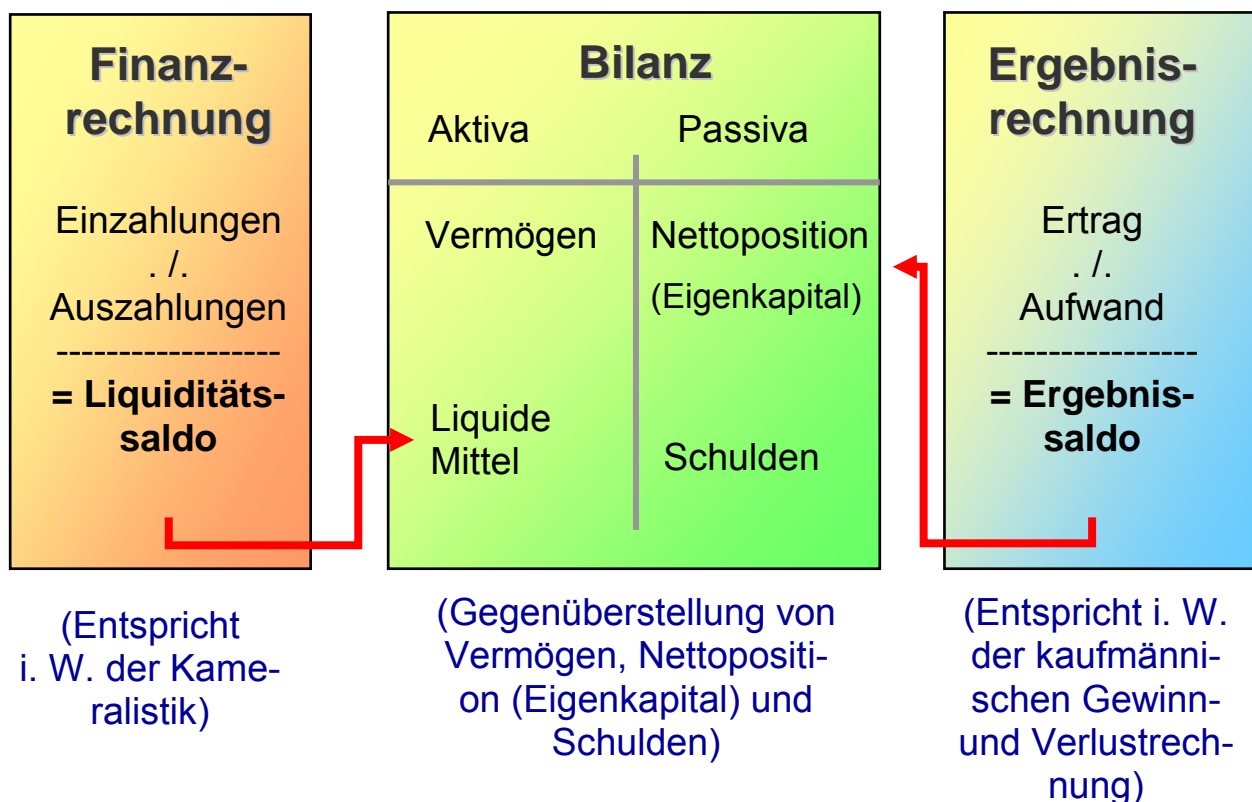 Finanz-
rechnung
Einzahlungen
. /.
Auszahlungen
------------------
= Liquiditäts-
saldo
(Entspricht
i. W. der Kame-
ralistik)
Bilanz
Aktiva Passiva
Vermögen Nettoposition
(Eigenkapital)
Liquide
Mittel Schulden
(Gegenüberstellung von
Vermögen, Nettopositi-
on (Eigenkapital) und
Schulden)
Ergebnis-
rechnung
Ertrag
. /.
Aufwand
-----------------
= Ergebnis-
saldo
(Entspricht i. W.
der kaufmänni-
schen Gewinn-
und Verlustrech-
nung)